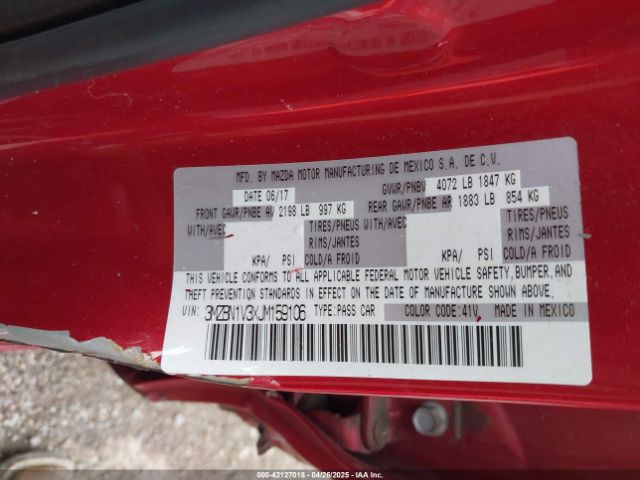 MFD. BY MAZDA MOTOR MANUFACTURING DE MEXICO S.A. DE C.V.
DATE 06/17 GVWR/PNBV 4072 LB 1847 KG
FRONT GAWR/PNBE AV 2198 LB 997 KG REAR GAWR/PNBE AR 1883 LB 854 KG
WITH/AVEC TIRES/PNEUS WITH/AVEC TIRES/PNEUS
RIMS/JANTES RIMS/JANTES
KPA/ PSI COLD/A FROID KPA/ PSI COLD/A FROID
THIS VEHICLE CONFORMS TO ALL APPLICABLE FEDERAL MOTOR VEHICLE SAFETY, BUMPER, AND
THEFT PREVENTION STANDARDS IN EFFECT ON THE DATE OF MANUFACTURE SHOWN ABOVE.
VIN: 3MZBN1V3XJM159106 TYPE:PASS CAR COLOR CODE:41V MADE IN MEXICO
000-42127018 - 04/26/2025 - IAAI.COM